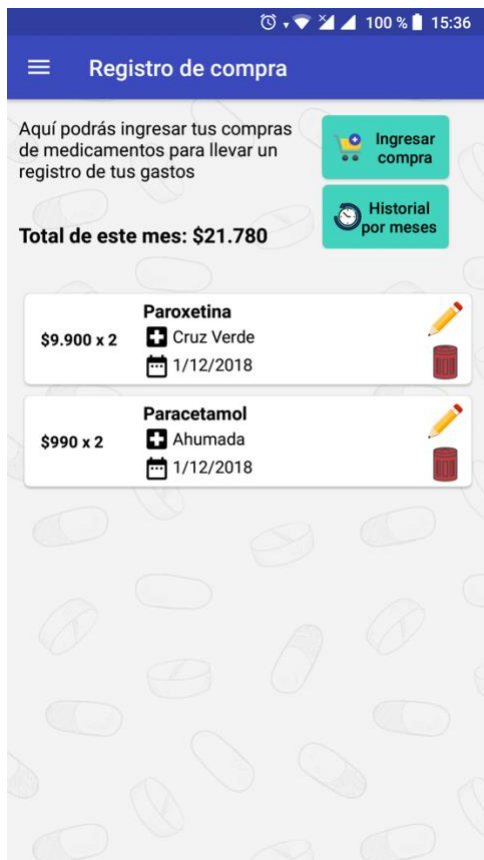 100 % 15:36
Registro de compra
Aquí podrás ingresar tus compras
de medicamentos para llevar un
registro de tus gastos
Ingresar
compra
Historial
por meses
Total de este mes: $21.780
Paroxetina
$9.900 x 2
Cruz Verde
1/12/2018
Paracetamol
$990 x 2
Ahumada
1/12/2018